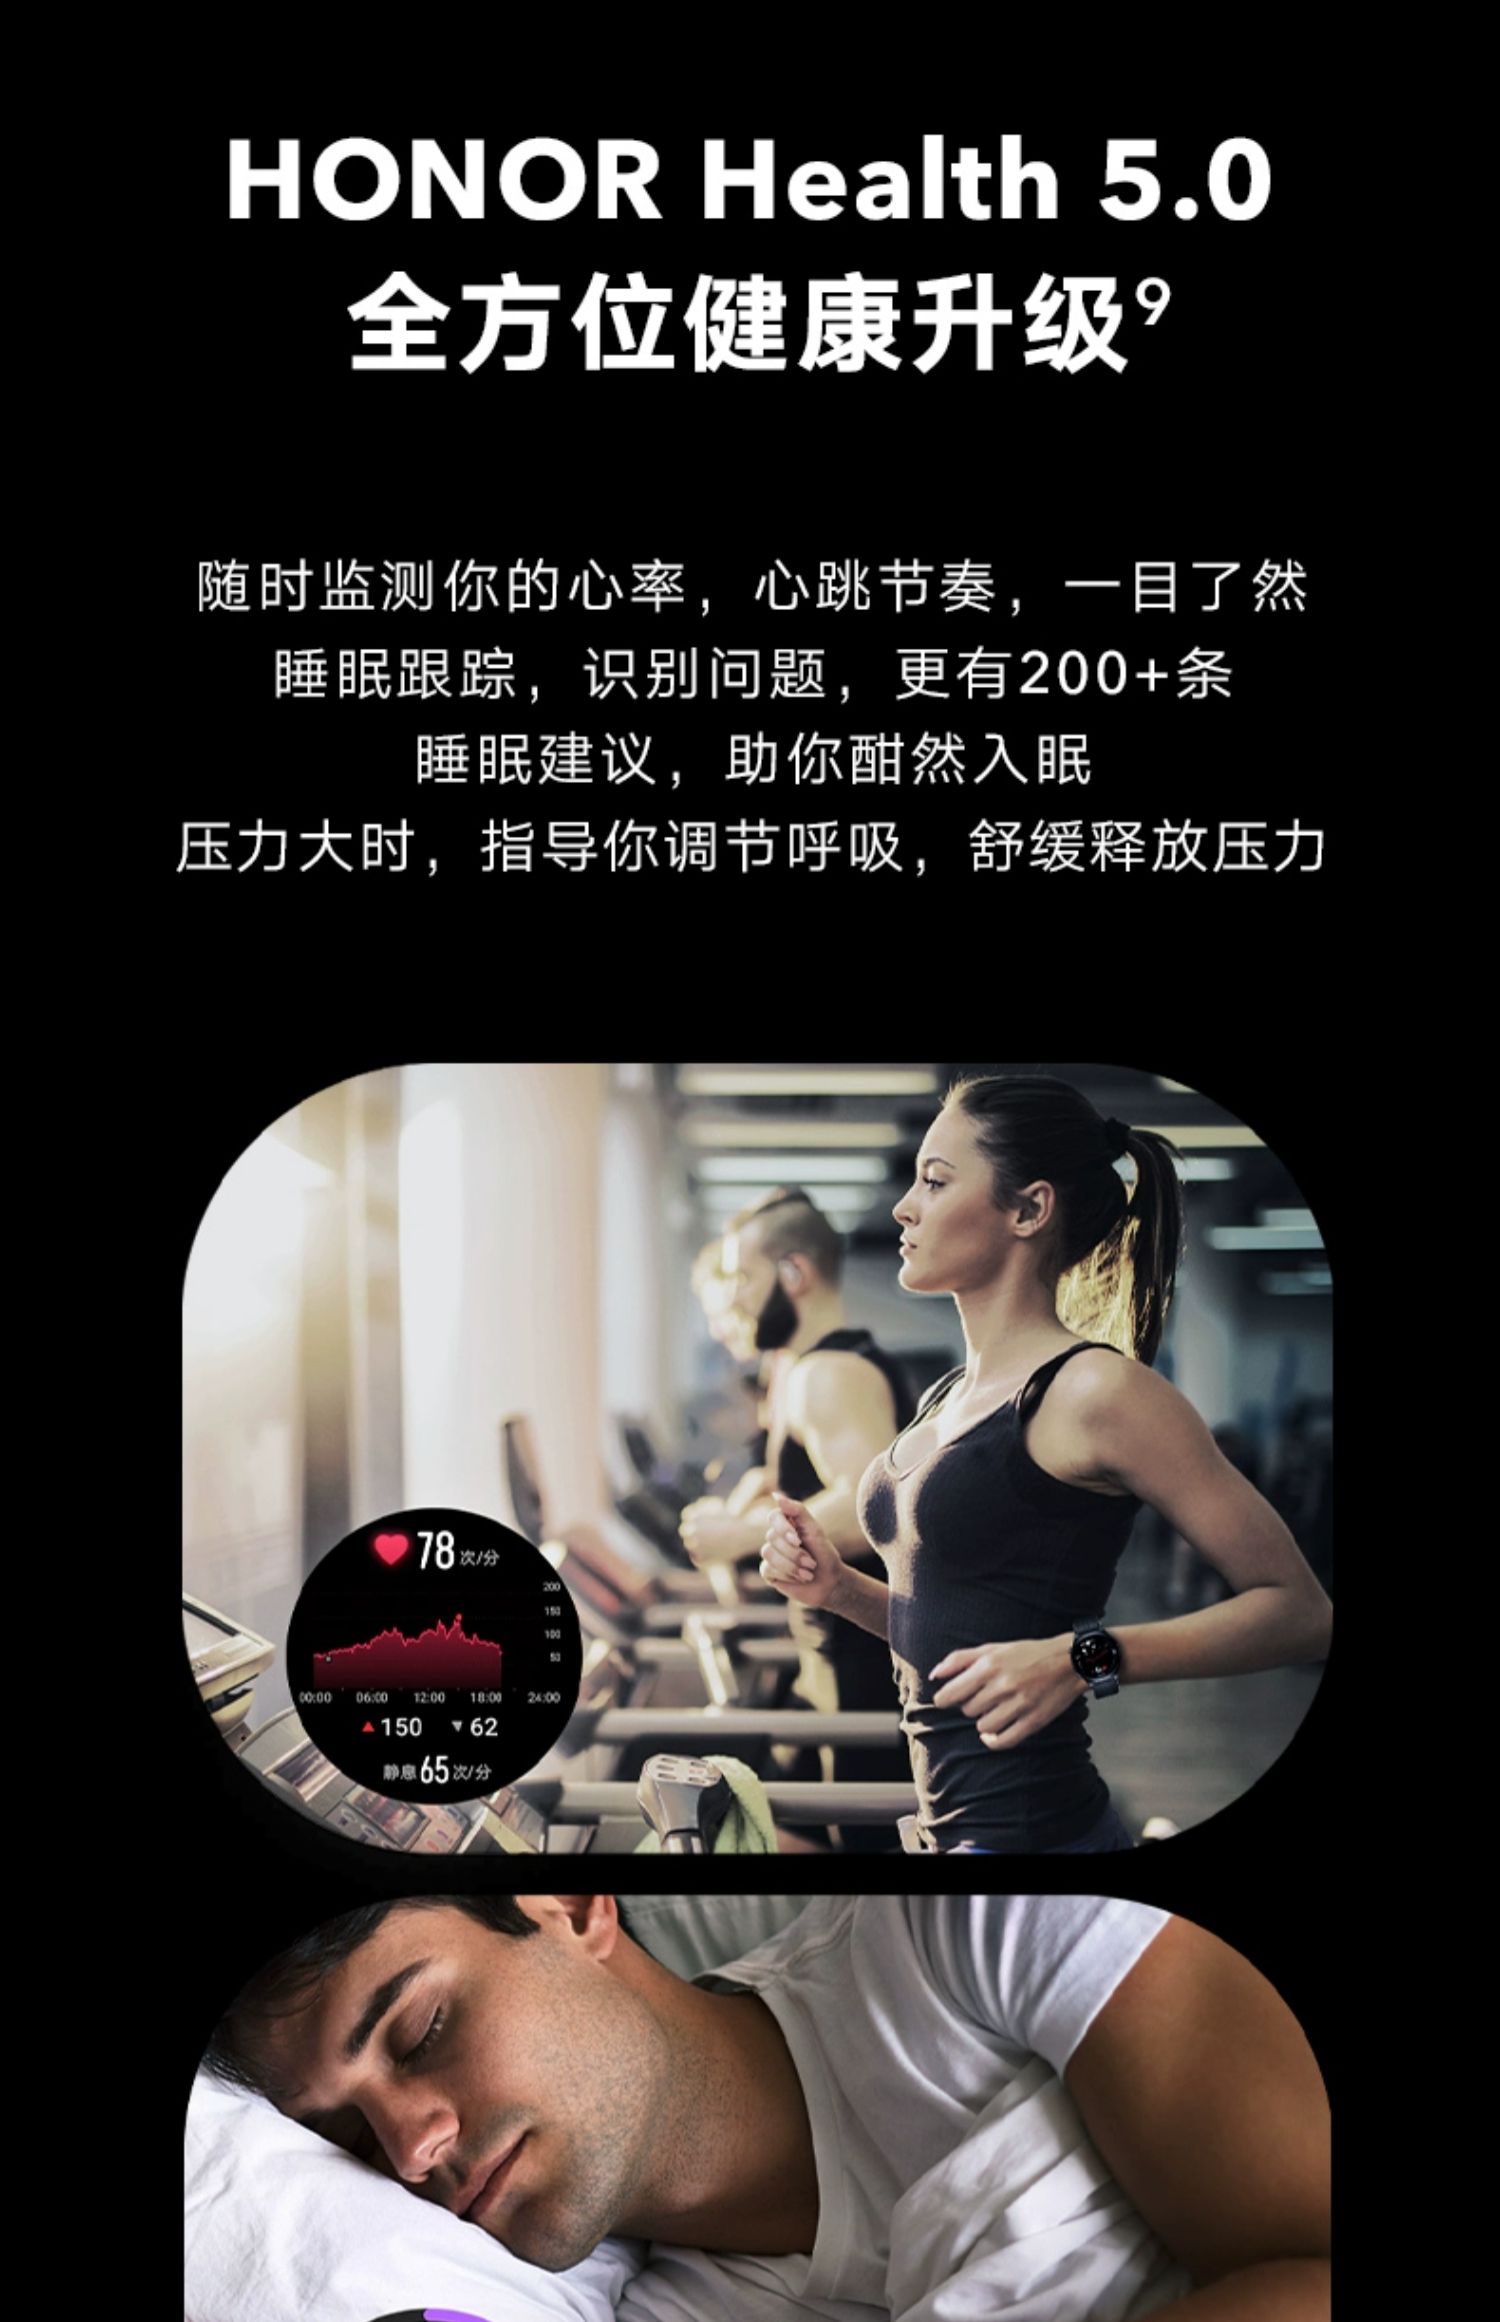 HONOR Health 5.0
全方位健康升级⁹
随时监测你的心率，心跳节奏，一目了然
睡眠跟踪，识别问题，更有200+条
睡眠建议，助你酣然入眠
压力大时，指导你调节呼吸，舒缓释放压力
78次/分
200
150
100
50
00:00 06:00 12:00 18:00 24:00
▲150 ▼62
静息65次/分